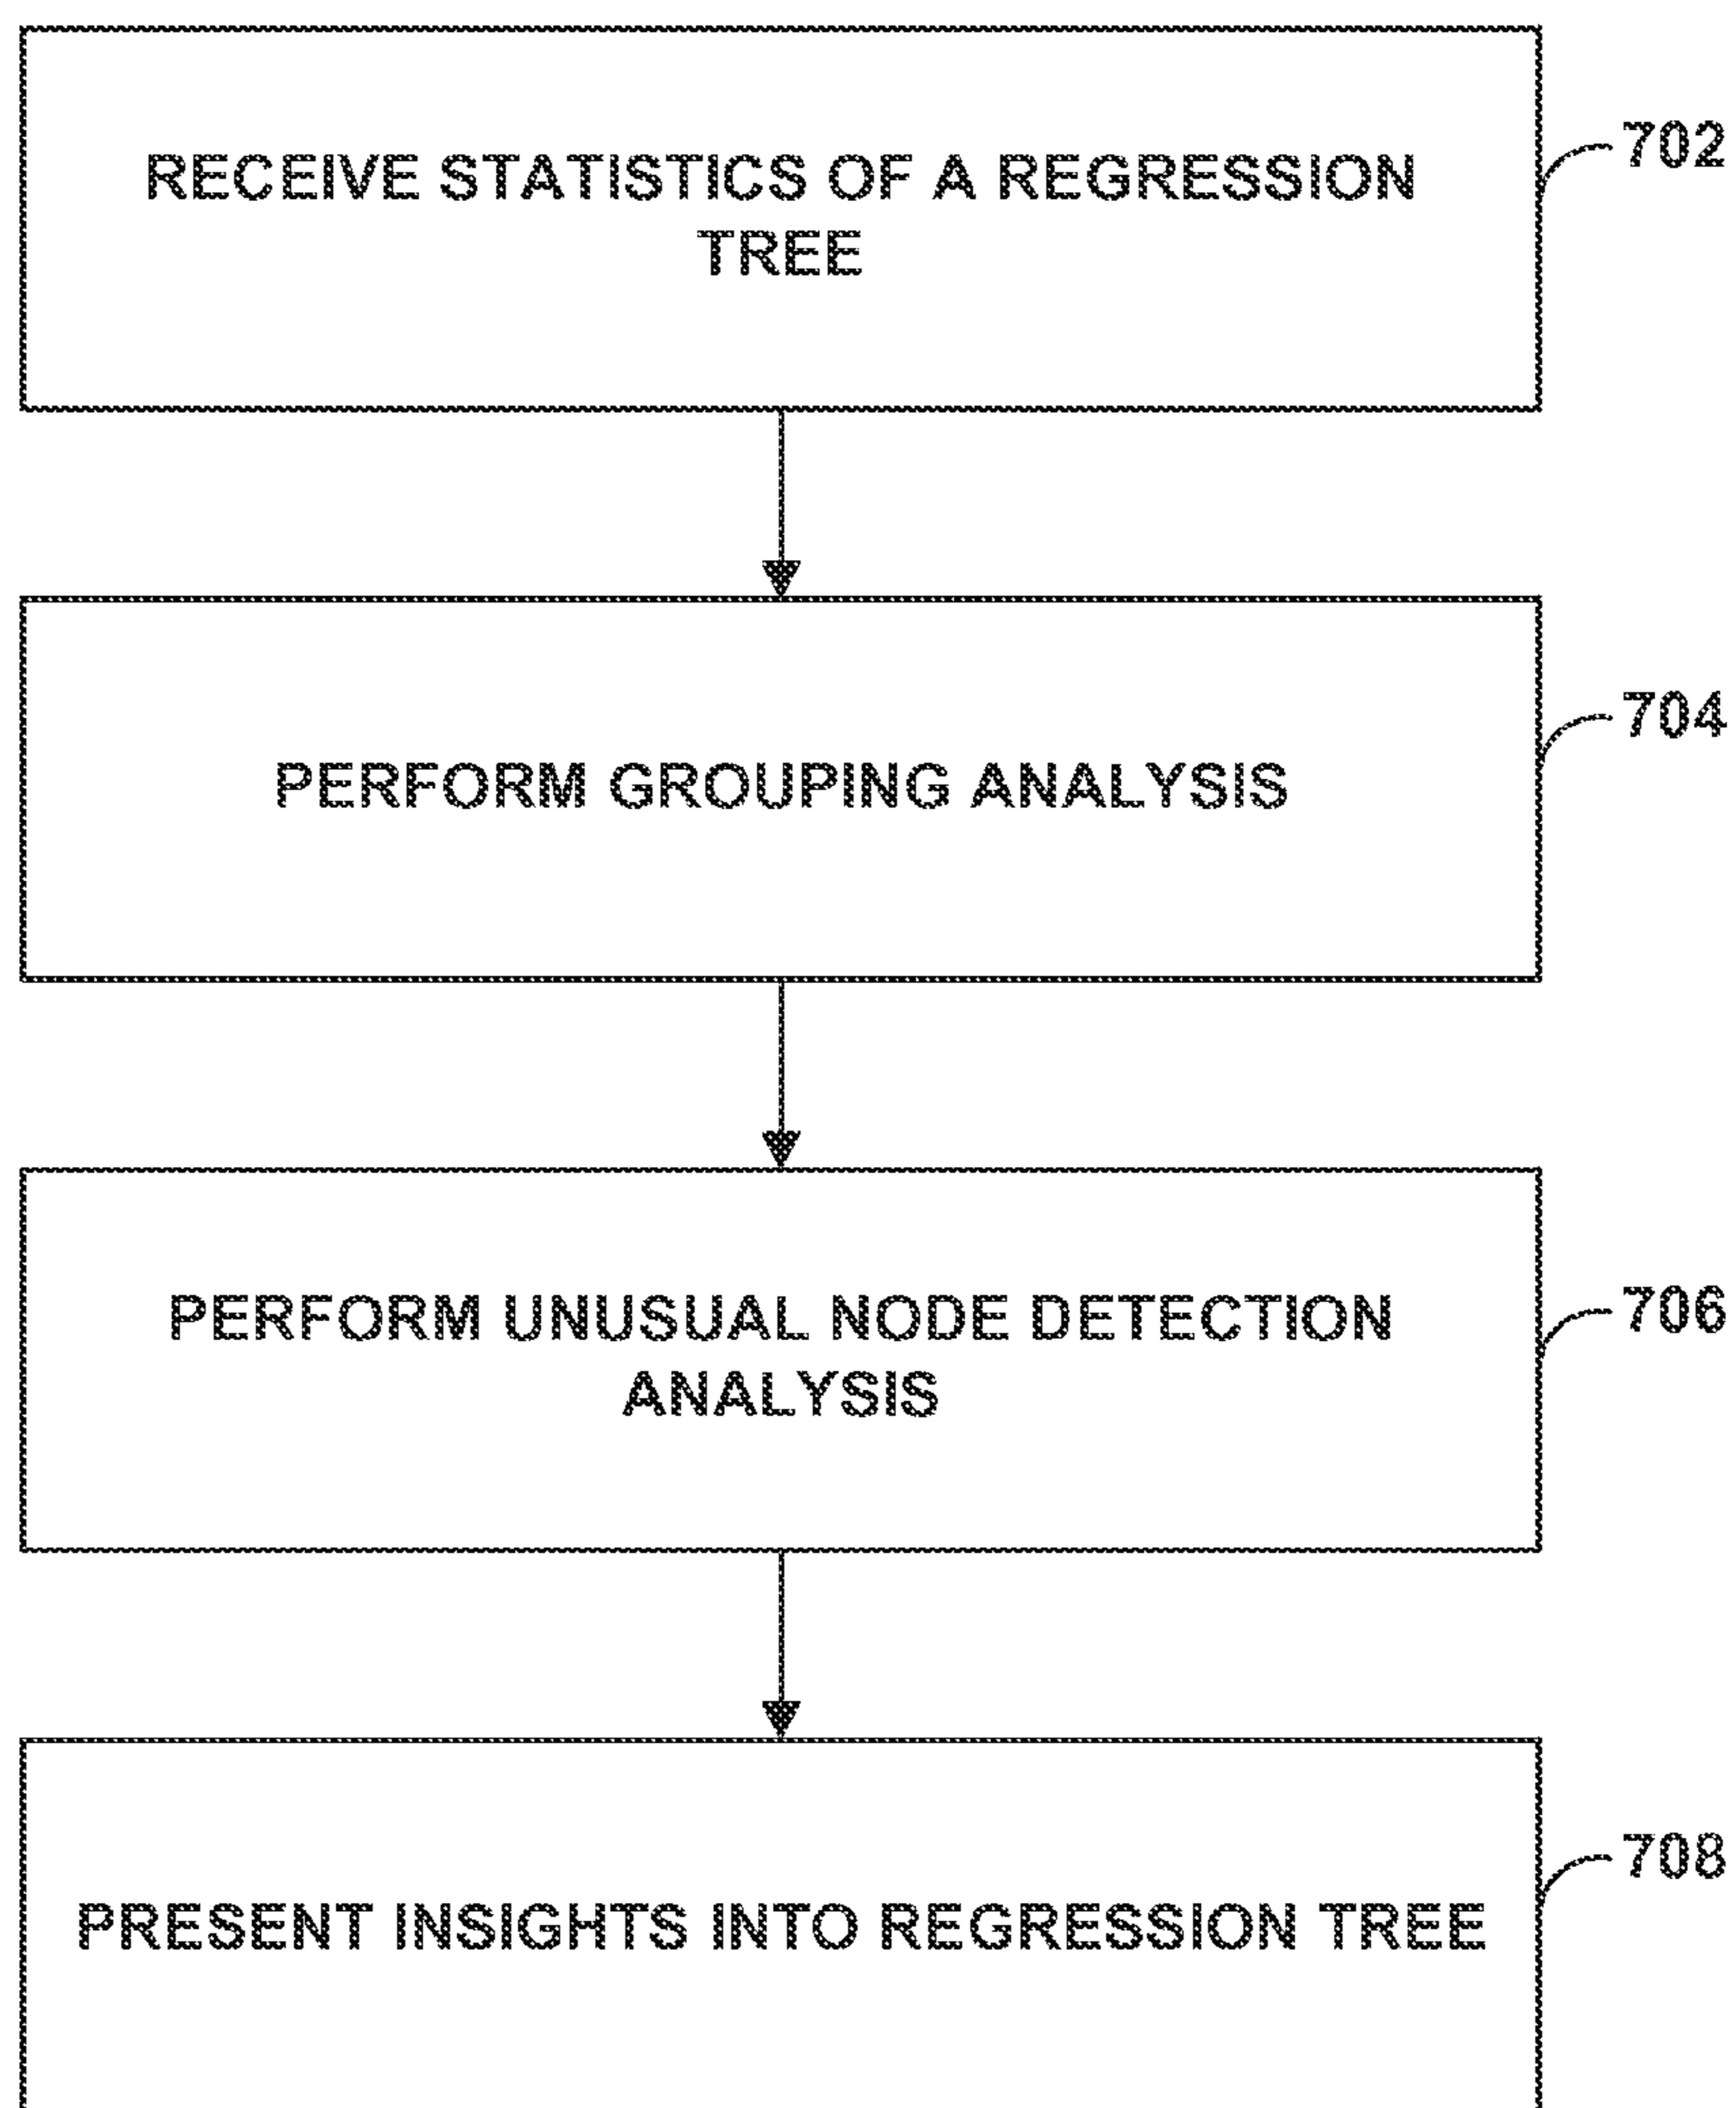 RECEIVE STATISTICS OF A REGRESSION
TREE
702
PERFORM GROUPING ANALYSIS
704
PERFORM UNUSUAL NODE DETECTION
ANALYSIS
706
PRESENT INSIGHTS INTO REGRESSION TREE
708